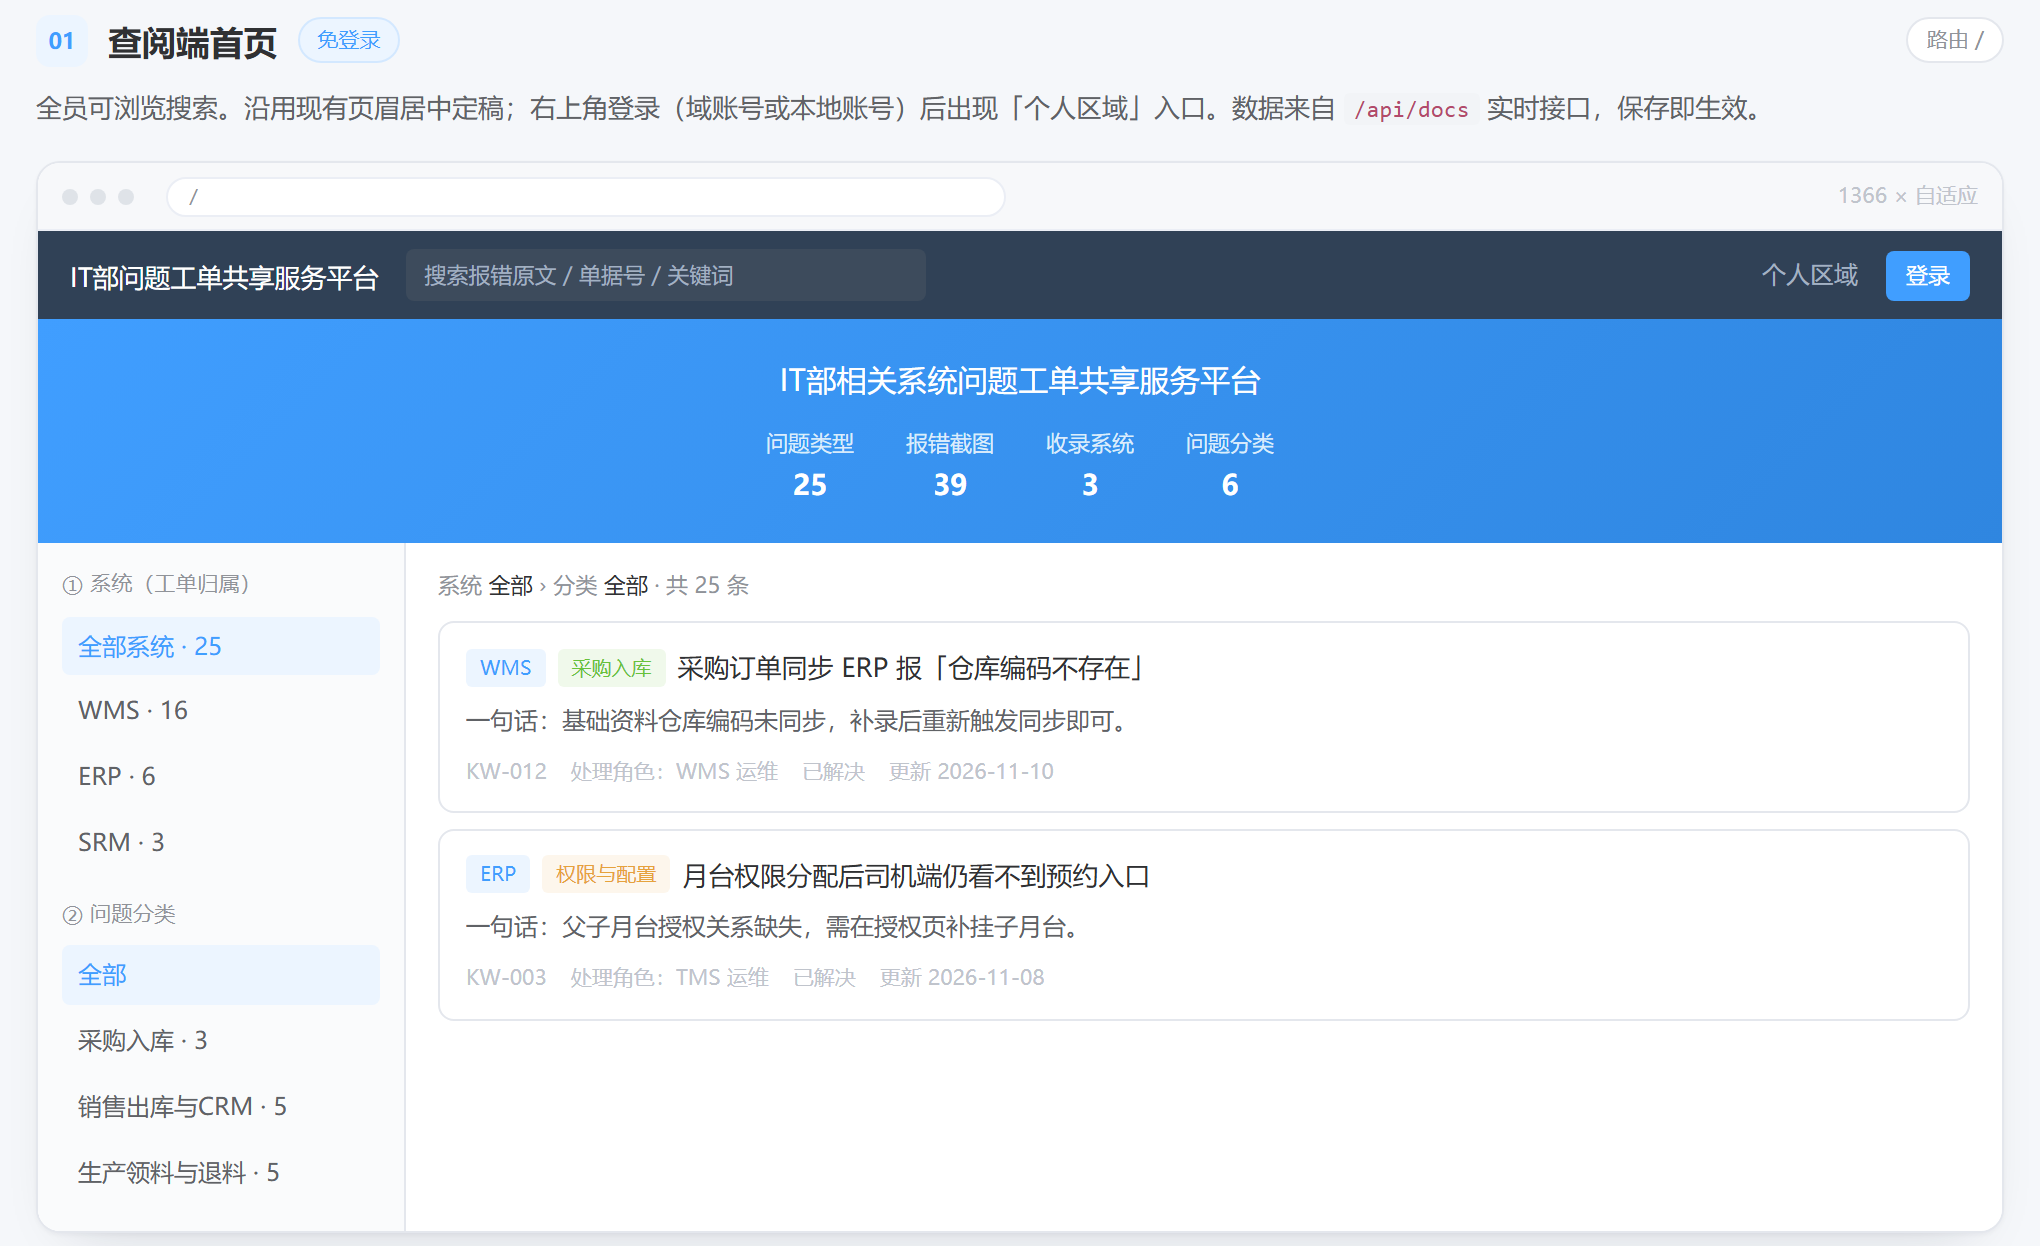 01 查阅端首页 免登录 路由 /
全员可浏览搜索。沿用现有页眉居中定稿；右上角登录（域账号或本地账号）后出现「个人区域」入口。数据来自 /api/docs 实时接口，保存即生效。
/ 1366 × 自适应
IT部问题工单共享服务平台 搜索报错原文 / 单据号 / 关键词 个人区域 登录
IT部相关系统问题工单共享服务平台
问题类型 报错截图 收录系统 问题分类
25 39 3 6
① 系统（工单归属）
全部系统 · 25
WMS · 16
ERP · 6
SRM · 3
② 问题分类
全部
采购入库 · 3
销售出库与CRM · 5
生产领料与退料 · 5
系统 全部 › 分类 全部 · 共 25 条
WMS 采购入库 采购订单同步 ERP 报「仓库编码不存在」
一句话：基础资料仓库编码未同步，补录后重新触发同步即可。
KW-012 处理角色：WMS 运维 已解决 更新 2026-11-10
ERP 权限与配置 月台权限分配后司机端仍看不到预约入口
一句话：父子月台授权关系缺失，需在授权页补挂子月台。
KW-003 处理角色：TMS 运维 已解决 更新 2026-11-08